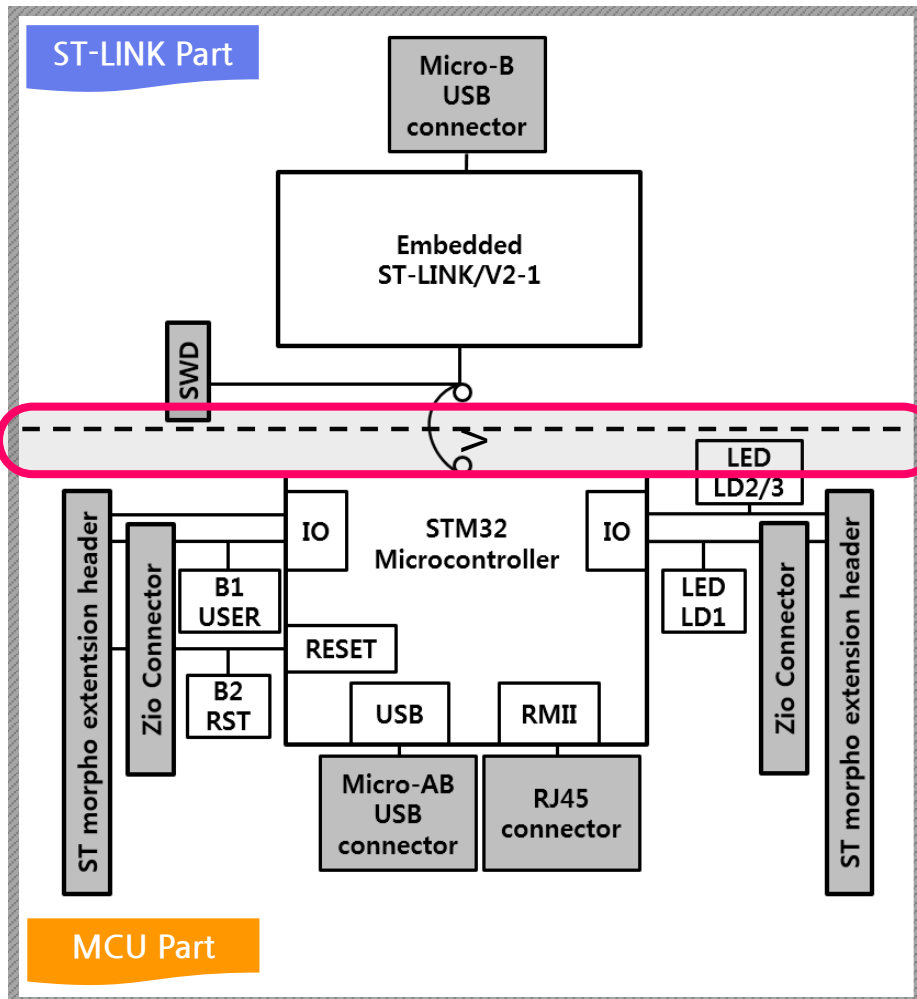 ST-LINK Part
Micro-B
USB
connector
Embedded
ST-LINK/V2-1
SWD
V
LED
LD2/3
STM32
Microcontroller
IO
IO
B1
USER
LED
LD1
RESET
B2
RST
USB
RMII
Micro-AB
USB
connector
RJ45
connector
ST morpho extentsion header
Zio Connector
Zio Connector
ST morpho extension header
MCU Part